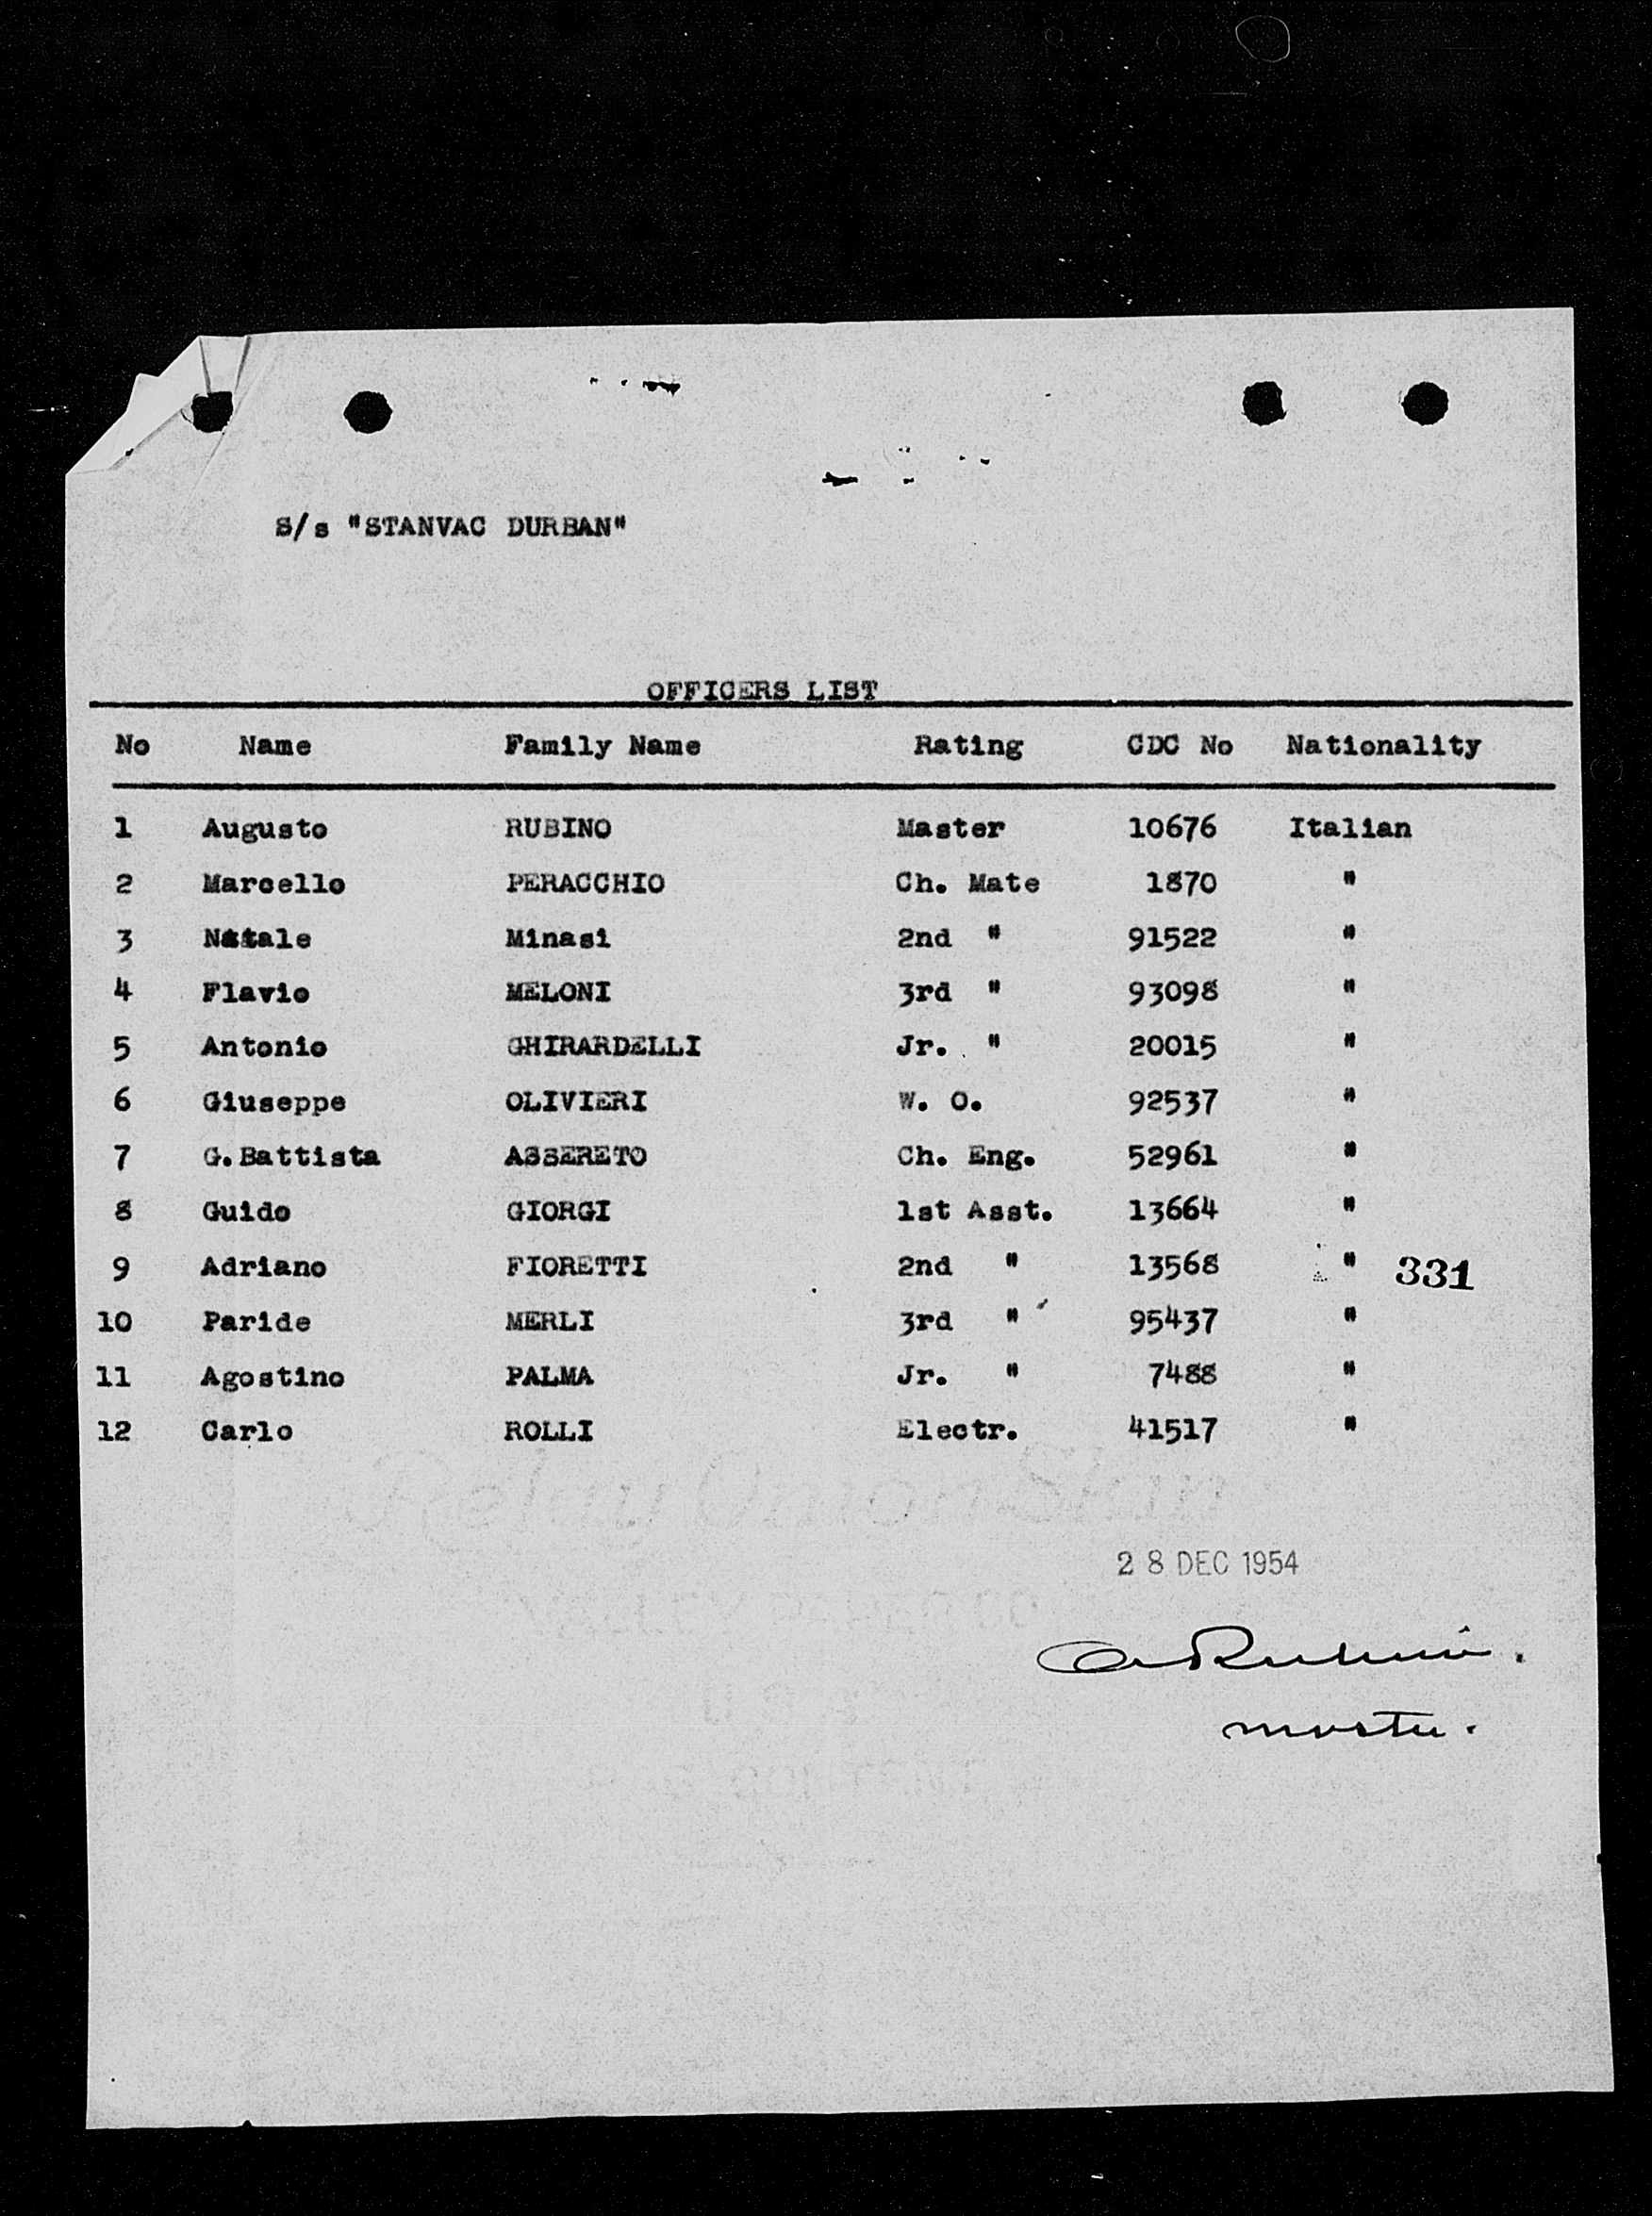 S/s "STANVAC DURBAN"
OFFICERS LIST
No Name Family Name Rating CDC No Nationality
1 Augusto RUBINO Master 10676 Italian
2 Marcello PERACCHIO Ch. Mate 1870 "
3 Natale Minasi 2nd " 91522 "
4 Flavio MELONI 3rd " 93098 "
5 Antonio GHIRARDELLI Jr. " 20015 "
6 Giuseppe OLIVIERI W. O. 92537 "
7 G.Battista ASSERETO Ch. Eng. 52961 "
8 Guido GIORGI 1st Asst. 13664 "
9 Adriano FIORETTI 2nd " 13568 " 331
10 Paride MERLI 3rd " 95437 "
11 Agostino PALMA Jr. " 7488 "
12 Carlo ROLLI Electr. 41517 "
28 DEC 1954
A Rubino.
master.